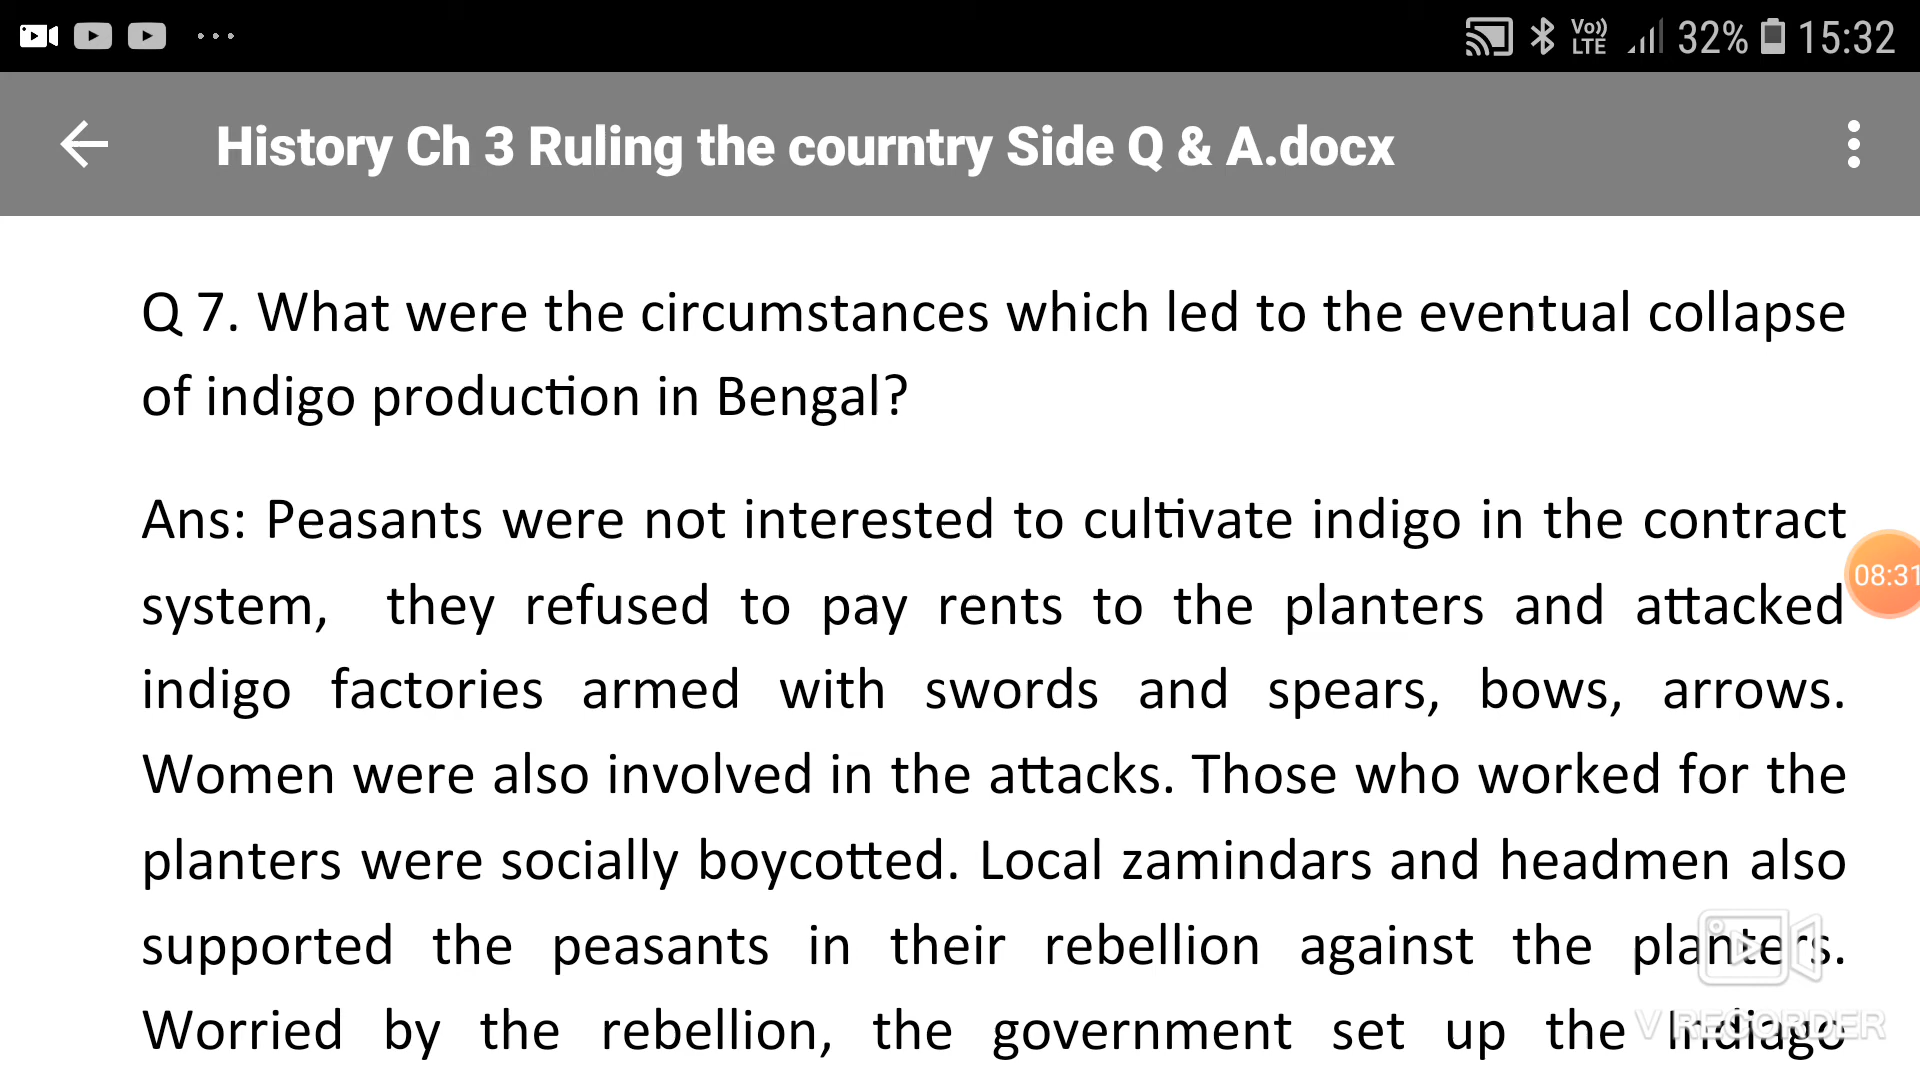 Vo)) LTE 32% 15:32
History Ch 3 Ruling the courntry Side Q & A.docx
Q 7. What were the circumstances which led to the eventual collapse
of indigo production in Bengal?
Ans: Peasants were not interested to cultivate indigo in the contract
system, they refused to pay rents to the planters and attacked
08:31
indigo factories armed with swords and spears, bows, arrows.
Women were also involved in the attacks. Those who worked for the
planters were socially boycotted. Local zamindars and headmen also
supported the peasants in their rebellion against the planters.
Worried by the rebellion, the government set up the Indiago
V RECORDER